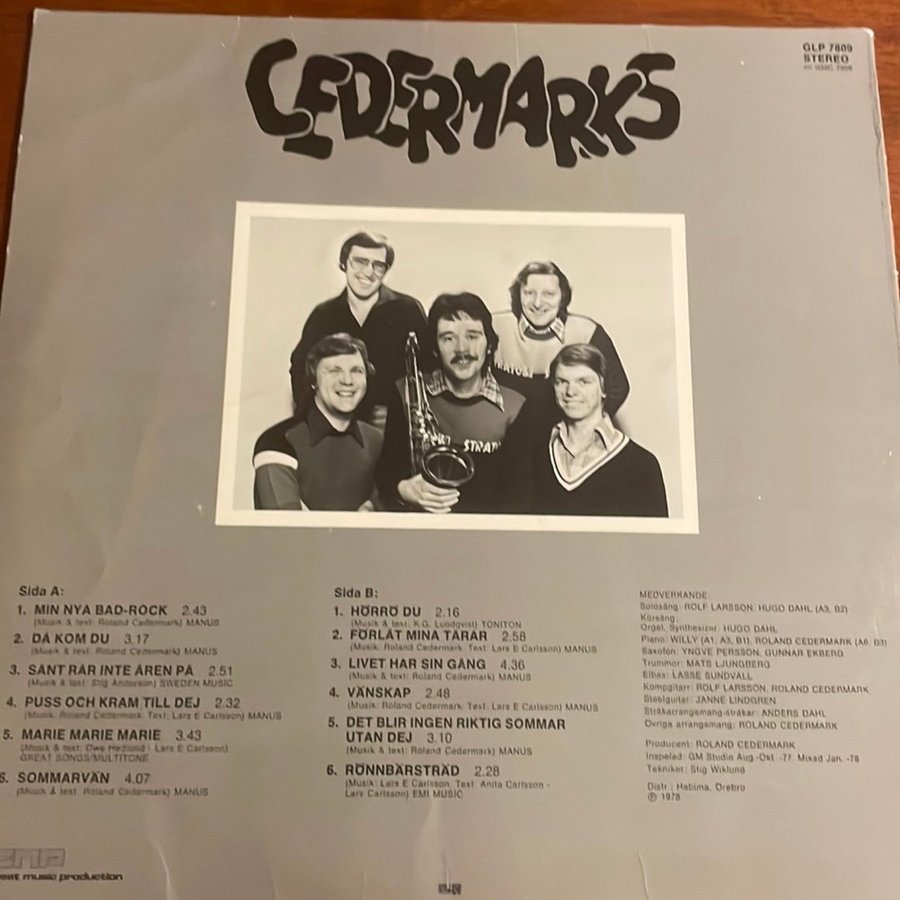 CEDERMARKS
GLP 7809
STEREO
STRATOS
STRAT
Sida A:
1. MIN NYA BAD-ROCK 2.43
(Musik & text: Roland Cedermark) MANUS
2. DÅ KOM DU 3.17
(Musik & text: Roland Cedermark) MANUS
3. SÅNT RÅR INTE ÅREN PÅ 2.51
(Musik & text: Stig Anderson) SWEDEN MUSIC
4. PUSS OCH KRAM TILL DEJ 2.32
(Musik: Roland Cedermark. Text: Lars E Carlsson) MANUS
5. MARIE MARIE MARIE 3.43
(Musik & text: Owe Hedlund - Lars E Carlsson)
GREAT SONGS/MULTITONE
6. SOMMARVÄN 4.07
(Musik & text: Roland Cedermark) MANUS
Sida B:
1. HÖRRÖ DU 2.16
(Musik & text: K.G. Lundqvist) TONITON
2. FÖRLÅT MINA TÅRAR 2.58
(Musik: Roland Cedermark. Text: Lars E Carlsson) MANUS
3. LIVET HAR SIN GÅNG 4.36
(Musik & text: Roland Cedermark) MANUS
4. VÄNSKAP 2.48
(Musik: Roland Cedermark. Text: Lars E Carlsson) MANUS
5. DET BLIR INGEN RIKTIG SOMMAR
UTAN DEJ 3.10
(Musik & text: Roland Cedermark) MANUS
6. RÖNNBÄRSTRÄD 2.28
(Musik: Lars E Carlsson. Text: Anita Carlsson -
Lars Carlsson) EMI MUSIC
MEDVERKANDE:
Solosång: ROLF LARSSON, HUGO DAHL (A3, B2)
Körsång:
Orgel, Synthesizer: HUGO DAHL
Piano: WILLY (A1, A3, B1), ROLAND CEDERMARK (A6, B3)
Saxofon: YNGVE PERSSON, GUNNAR EKBERG
Trummor: MATS LJUNGBERG
Elbas: LASSE SUNDVALL
Kompgitarr: ROLF LARSSON, ROLAND CEDERMARK
Steelguitar: JANNE LINDGREN
Stråkarrangemang-stråkar: ANDERS DAHL
Övriga arrangemang: ROLAND CEDERMARK
Producent: ROLAND CEDERMARK
Inspelad: GM Studio Aug.-Okt. -77. Mixad Jan. -78
Tekniker: Stig Wiklund
Distr.: Habima, Örebro
Ⓟ 1978
eat music production